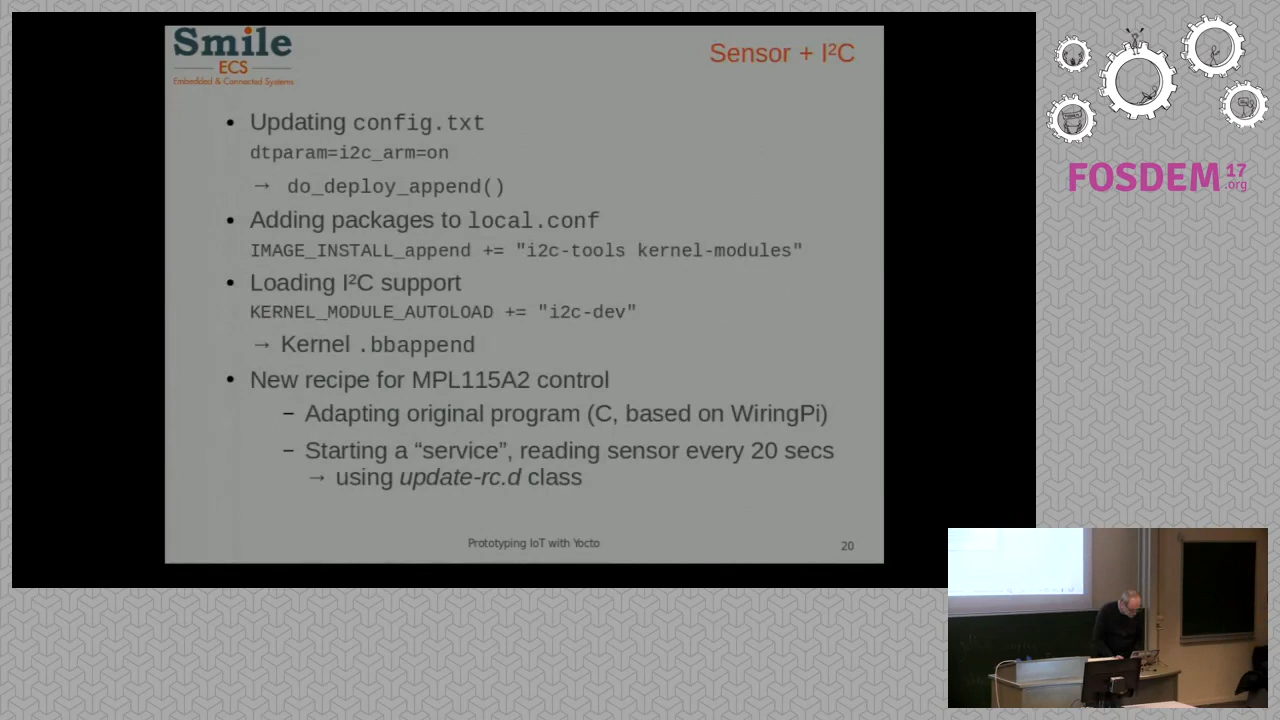 Smile
ECS
Embedded & Connected Systems
Sensor + I²C
• Updating config.txt
dtparam=i2c_arm=on
→ do_deploy_append()
• Adding packages to local.conf
IMAGE_INSTALL_append += "i2c-tools kernel-modules"
• Loading I²C support
KERNEL_MODULE_AUTOLOAD += "i2c-dev"
→ Kernel .bbappend
• New recipe for MPL115A2 control
– Adapting original program (C, based on WiringPi)
– Starting a “service”, reading sensor every 20 secs
→ using update-rc.d class
Prototyping IoT with Yocto
20
FOSDEM 17
.org